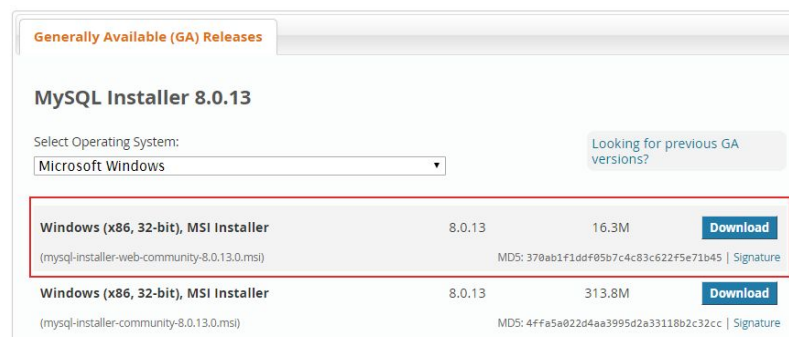 Generally Available (GA) Releases
MySQL Installer 8.0.13
Select Operating System:
Microsoft Windows
Looking for previous GA
versions?
Windows (x86, 32-bit), MSI Installer 8.0.13 16.3M Download
(mysql-installer-web-community-8.0.13.0.msi) MD5: 370ab1f1ddf05b7c4c83c622f5e71b45 | Signature
Windows (x86, 32-bit), MSI Installer 8.0.13 313.8M Download
(mysql-installer-community-8.0.13.0.msi) MD5: 4ffa5a022d4aa3995d2a33118b2c32cc | Signature